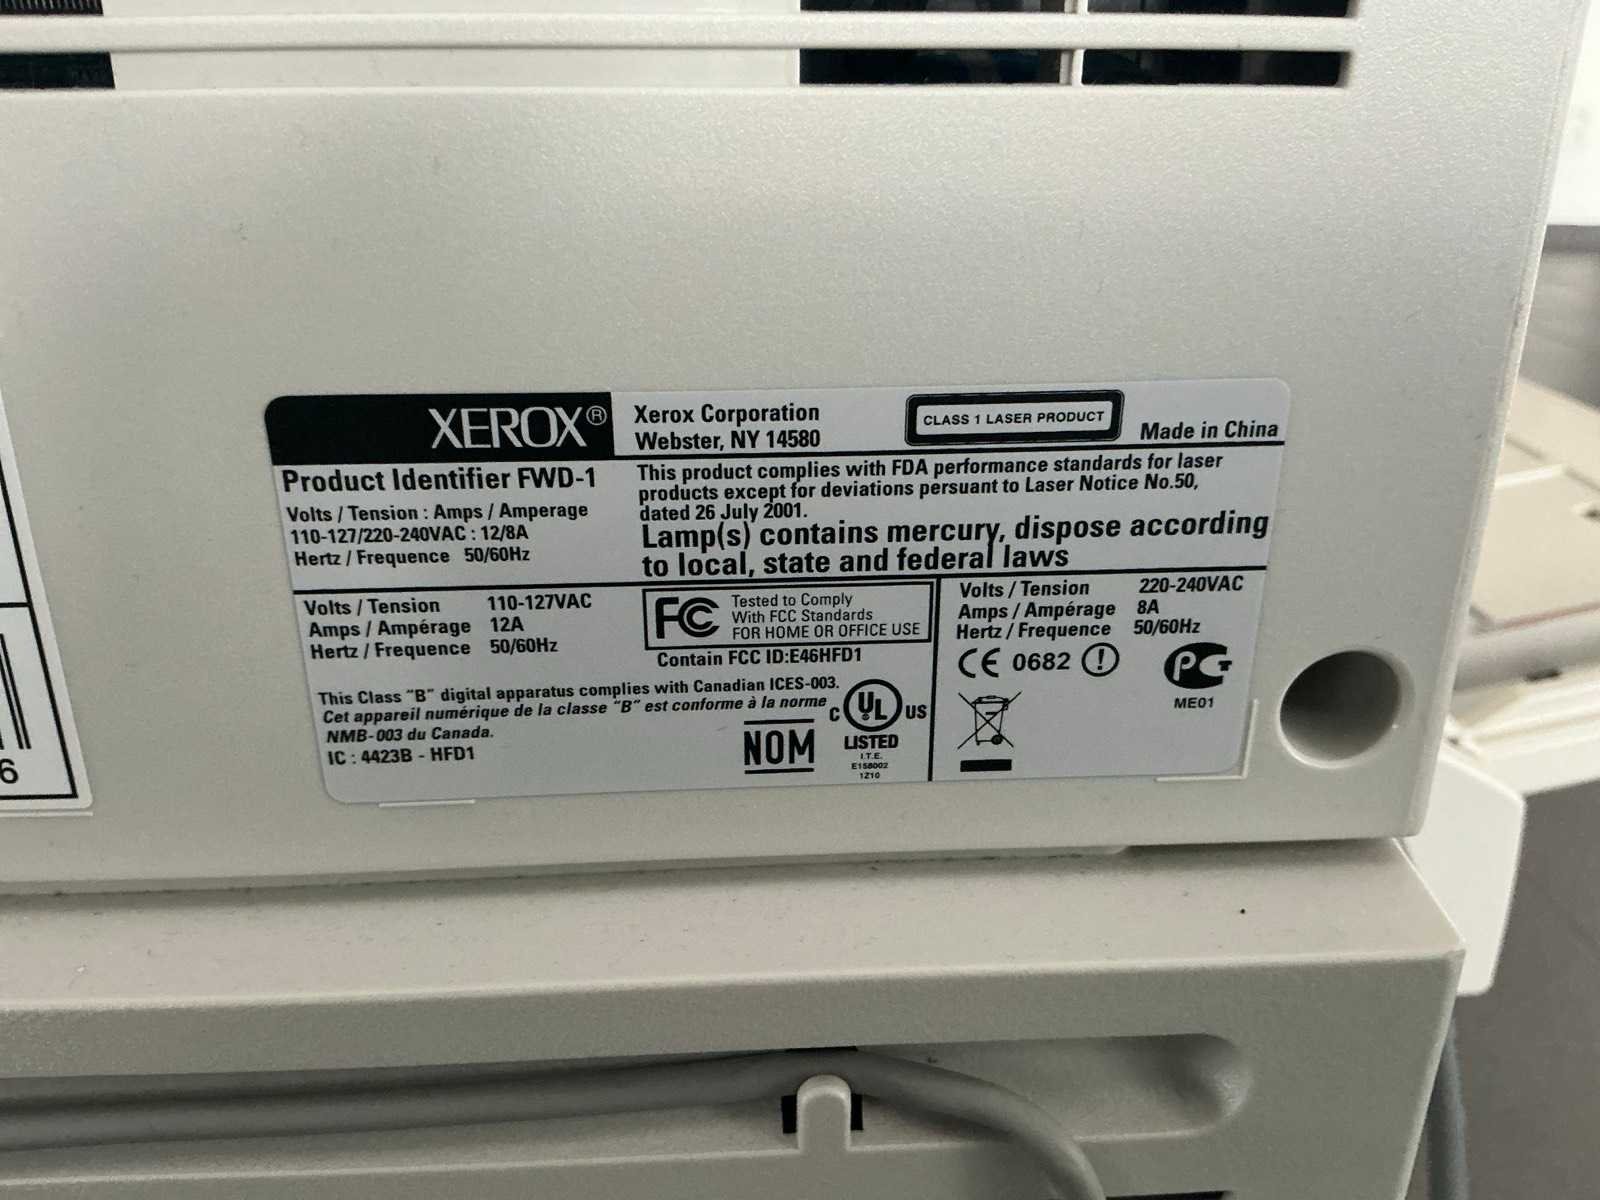 XEROX®
Xerox Corporation
Webster, NY 14580
CLASS 1 LASER PRODUCT
Made in China
Product Identifier FWD-1
Volts / Tension : Amps / Amperage
110-127/220-240VAC : 12/8A
Hertz / Frequence 50/60Hz
This product complies with FDA performance standards for laser
products except for deviations persuant to Laser Notice No.50,
dated 26 July 2001.
Lamp(s) contains mercury, dispose according
to local, state and federal laws
Volts / Tension 110-127VAC
Amps / Ampérage 12A
Hertz / Frequence 50/60Hz
FC Tested to Comply
With FCC Standards
FOR HOME OR OFFICE USE
Contain FCC ID:E46HFD1
This Class "B" digital apparatus complies with Canadian ICES-003.
Cet appareil numérique de la classe "B" est conforme à la norme
NMB-003 du Canada.
IC : 4423B - HFD1
NOM
C UL US
LISTED
I.T.E.
E158002
1Z10
Volts / Tension 220-240VAC
Amps / Ampérage 8A
Hertz / Frequence 50/60Hz
CE 0682
PCT
ME01
6